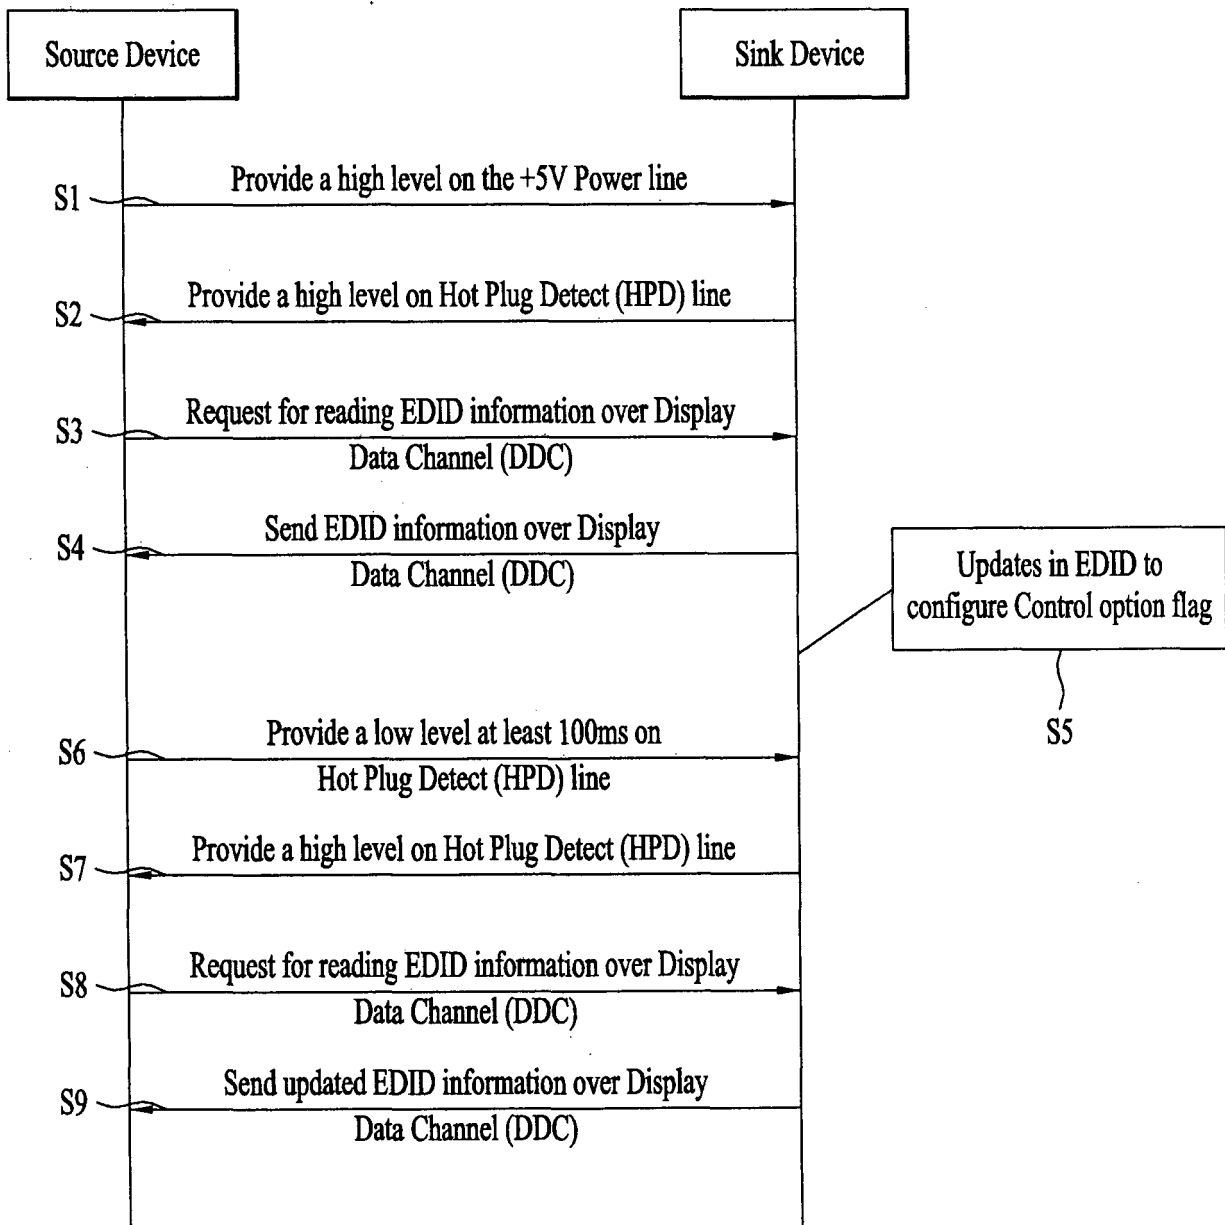 Source Device
Sink Device
Provide a high level on the +5V Power line
S1
Provide a high level on Hot Plug Detect (HPD) line
S2
Request for reading EDID information over Display
S3
Data Channel (DDC)
Send EDID information over Display
S4
Data Channel (DDC)
Updates in EDID to
configure Control option flag
S5
Provide a low level at least 100ms on
S6
Hot Plug Detect (HPD) line
Provide a high level on Hot Plug Detect (HPD) line
S7
Request for reading EDID information over Display
S8
Data Channel (DDC)
Send updated EDID information over Display
S9
Data Channel (DDC)